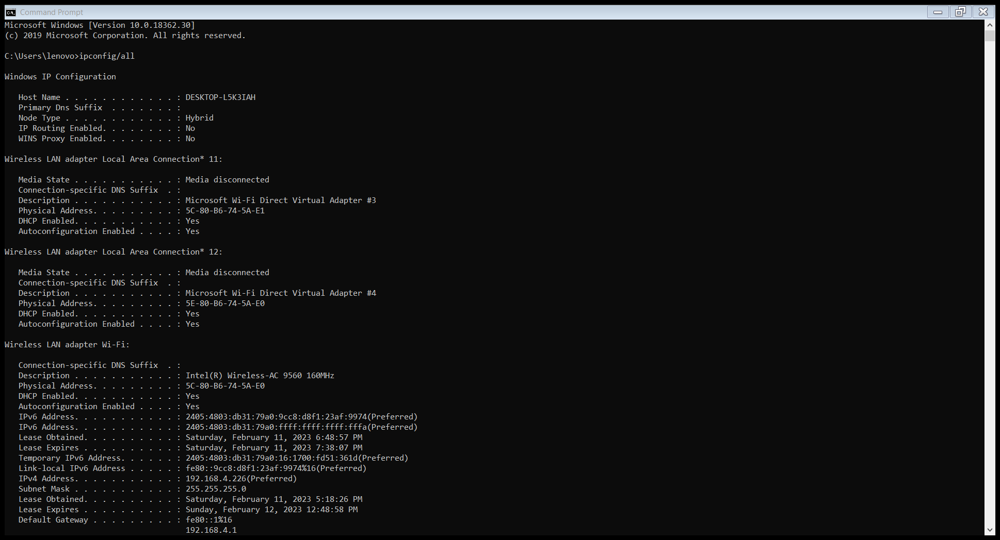 Command Prompt
Microsoft Windows [Version 10.0.18362.30]
(c) 2019 Microsoft Corporation. All rights reserved.
C:\Users\lenovo>ipconfig/all
Windows IP Configuration
Host Name . . . . . . . . . . . . : DESKTOP-L5K3IAH
Primary Dns Suffix  . . . . . . . :
Node Type . . . . . . . . . . . . : Hybrid
IP Routing Enabled. . . . . . . . : No
WINS Proxy Enabled. . . . . . . . : No
Wireless LAN adapter Local Area Connection* 11:
Media State . . . . . . . . . . . : Media disconnected
Connection-specific DNS Suffix  . :
Description . . . . . . . . . . . : Microsoft Wi-Fi Direct Virtual Adapter #3
Physical Address. . . . . . . . . : 5C-80-B6-74-5A-E1
DHCP Enabled. . . . . . . . . . . : Yes
Autoconfiguration Enabled . . . . : Yes
Wireless LAN adapter Local Area Connection* 12:
Media State . . . . . . . . . . . : Media disconnected
Connection-specific DNS Suffix  . :
Description . . . . . . . . . . . : Microsoft Wi-Fi Direct Virtual Adapter #4
Physical Address. . . . . . . . . : 5E-80-B6-74-5A-E0
DHCP Enabled. . . . . . . . . . . : Yes
Autoconfiguration Enabled . . . . : Yes
Wireless LAN adapter Wi-Fi:
Connection-specific DNS Suffix  . :
Description . . . . . . . . . . . : Intel(R) Wireless-AC 9560 160MHz
Physical Address. . . . . . . . . : 5C-80-B6-74-5A-E0
DHCP Enabled. . . . . . . . . . . : Yes
Autoconfiguration Enabled . . . . : Yes
IPv6 Address. . . . . . . . . . . : 2405:4803:db31:79a0:9cc8:d8f1:23af:9974(Preferred)
IPv6 Address. . . . . . . . . . . : 2405:4803:db31:79a0:ffff:ffff:ffff:fffa(Preferred)
Lease Obtained. . . . . . . . . . : Saturday, February 11, 2023 6:48:57 PM
Lease Expires . . . . . . . . . . : Saturday, February 11, 2023 7:38:07 PM
Temporary IPv6 Address. . . . . . : 2405:4803:db31:79a0:16:1700:fd51:361d(Preferred)
Link-local IPv6 Address . . . . . : fe80::9cc8:d8f1:23af:9974%16(Preferred)
IPv4 Address. . . . . . . . . . . : 192.168.4.226(Preferred)
Subnet Mask . . . . . . . . . . . : 255.255.255.0
Lease Obtained. . . . . . . . . . : Saturday, February 11, 2023 5:18:26 PM
Lease Expires . . . . . . . . . . : Sunday, February 12, 2023 12:48:58 PM
Default Gateway . . . . . . . . . : fe80::1%16
192.168.4.1